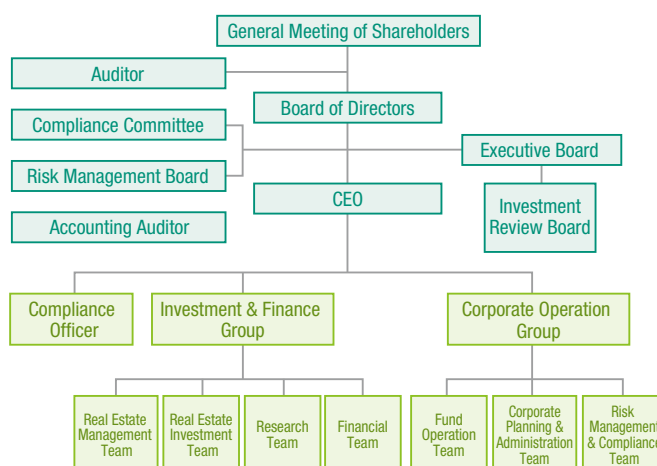 General Meeting of Shareholders
Auditor
Board of Directors
Compliance Committee
Executive Board
Risk Management Board
CEO
Investment
Review Board
Accounting Auditor
Compliance
Officer
Investment & Finance
Group
Corporate Operation
Group
Real Estate
Management
Team
Real Estate
Investment
Team
Research
Team
Financial
Team
Fund
Operation
Team
Corporate
Planning &
Administration
Team
Risk
Management
& Compliance
Team